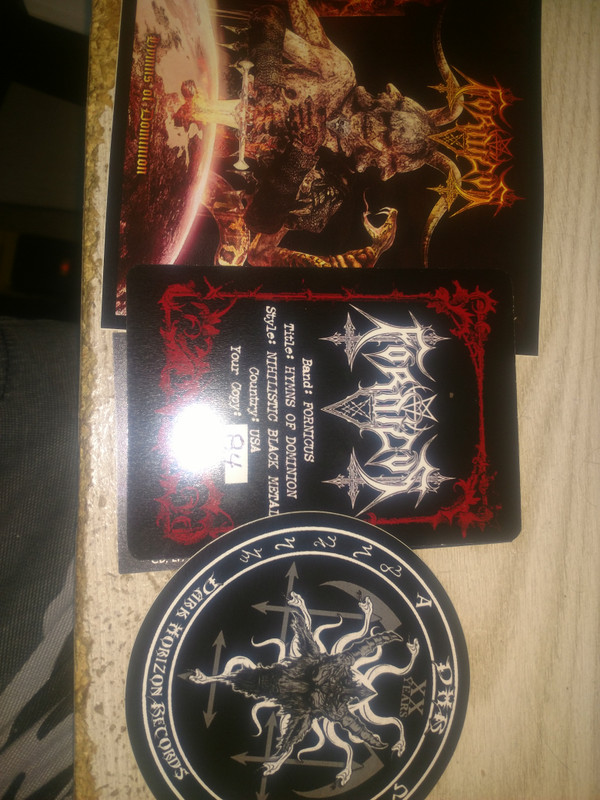 FORNICUS
Hymns of Dominion
FORNICUS
Band: FORNICUS
Title: HYMNS OF DOMINION
Style: NIHILISTIC BLACK METAL
Country: USA
Your Copy: 94
XX
YEARS
DARK HORIZON RECORDS